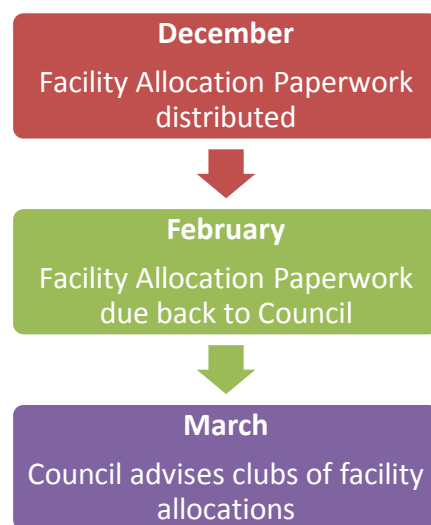 December
Facility Allocation Paperwork
distributed
February
Facility Allocation Paperwork
due back to Council
March
Council advises clubs of facility
allocations